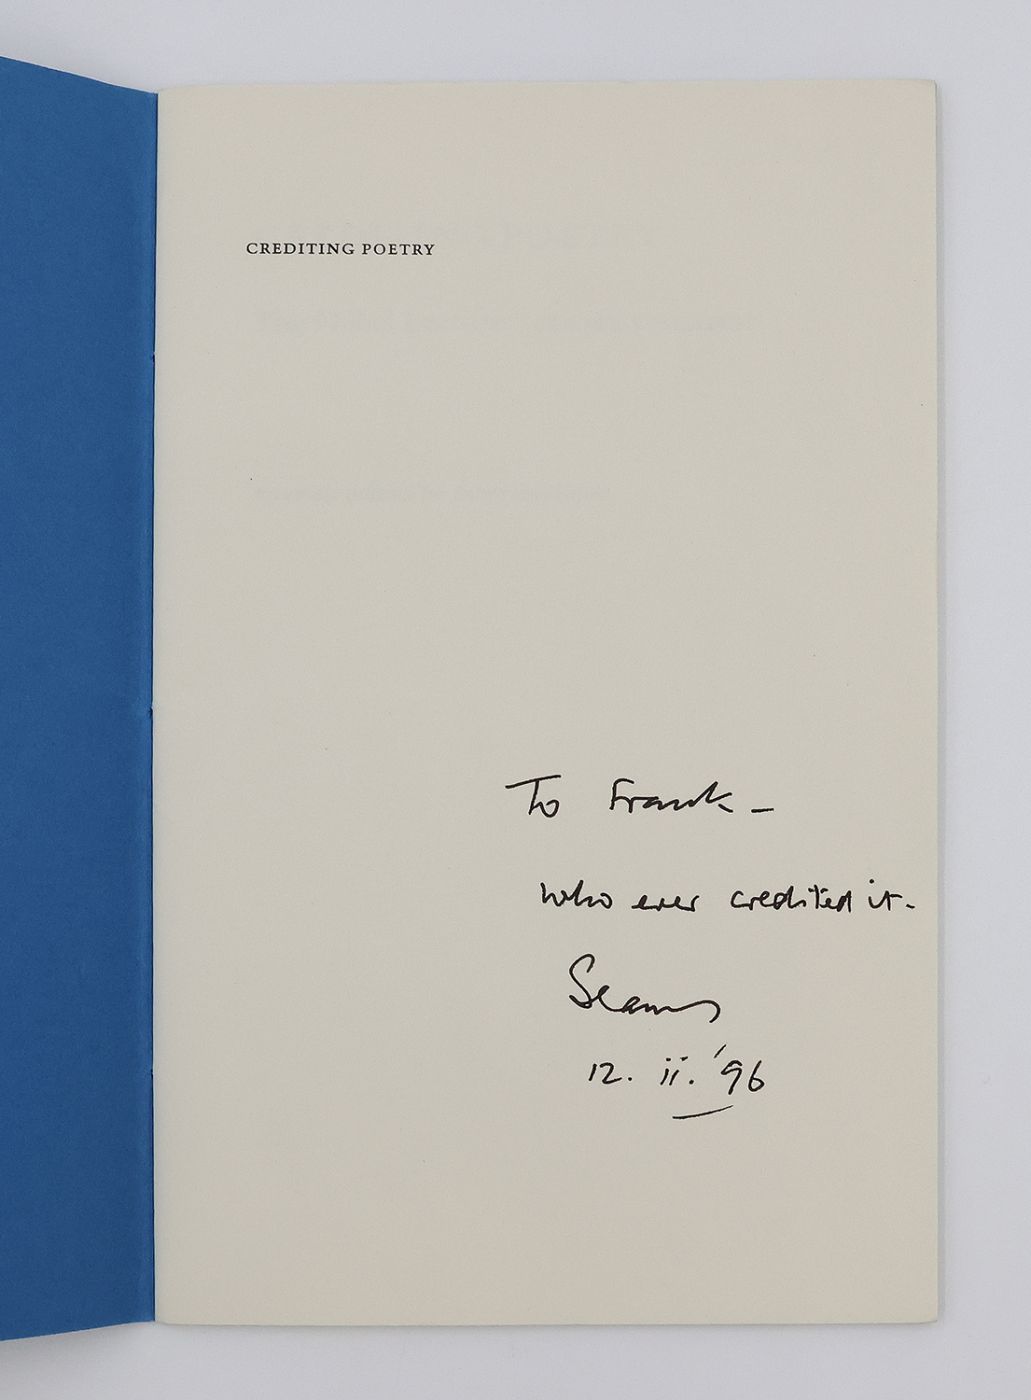 CREDITING POETRY
To Frank –
who ever credited it.
Seamus
12. ii. '96